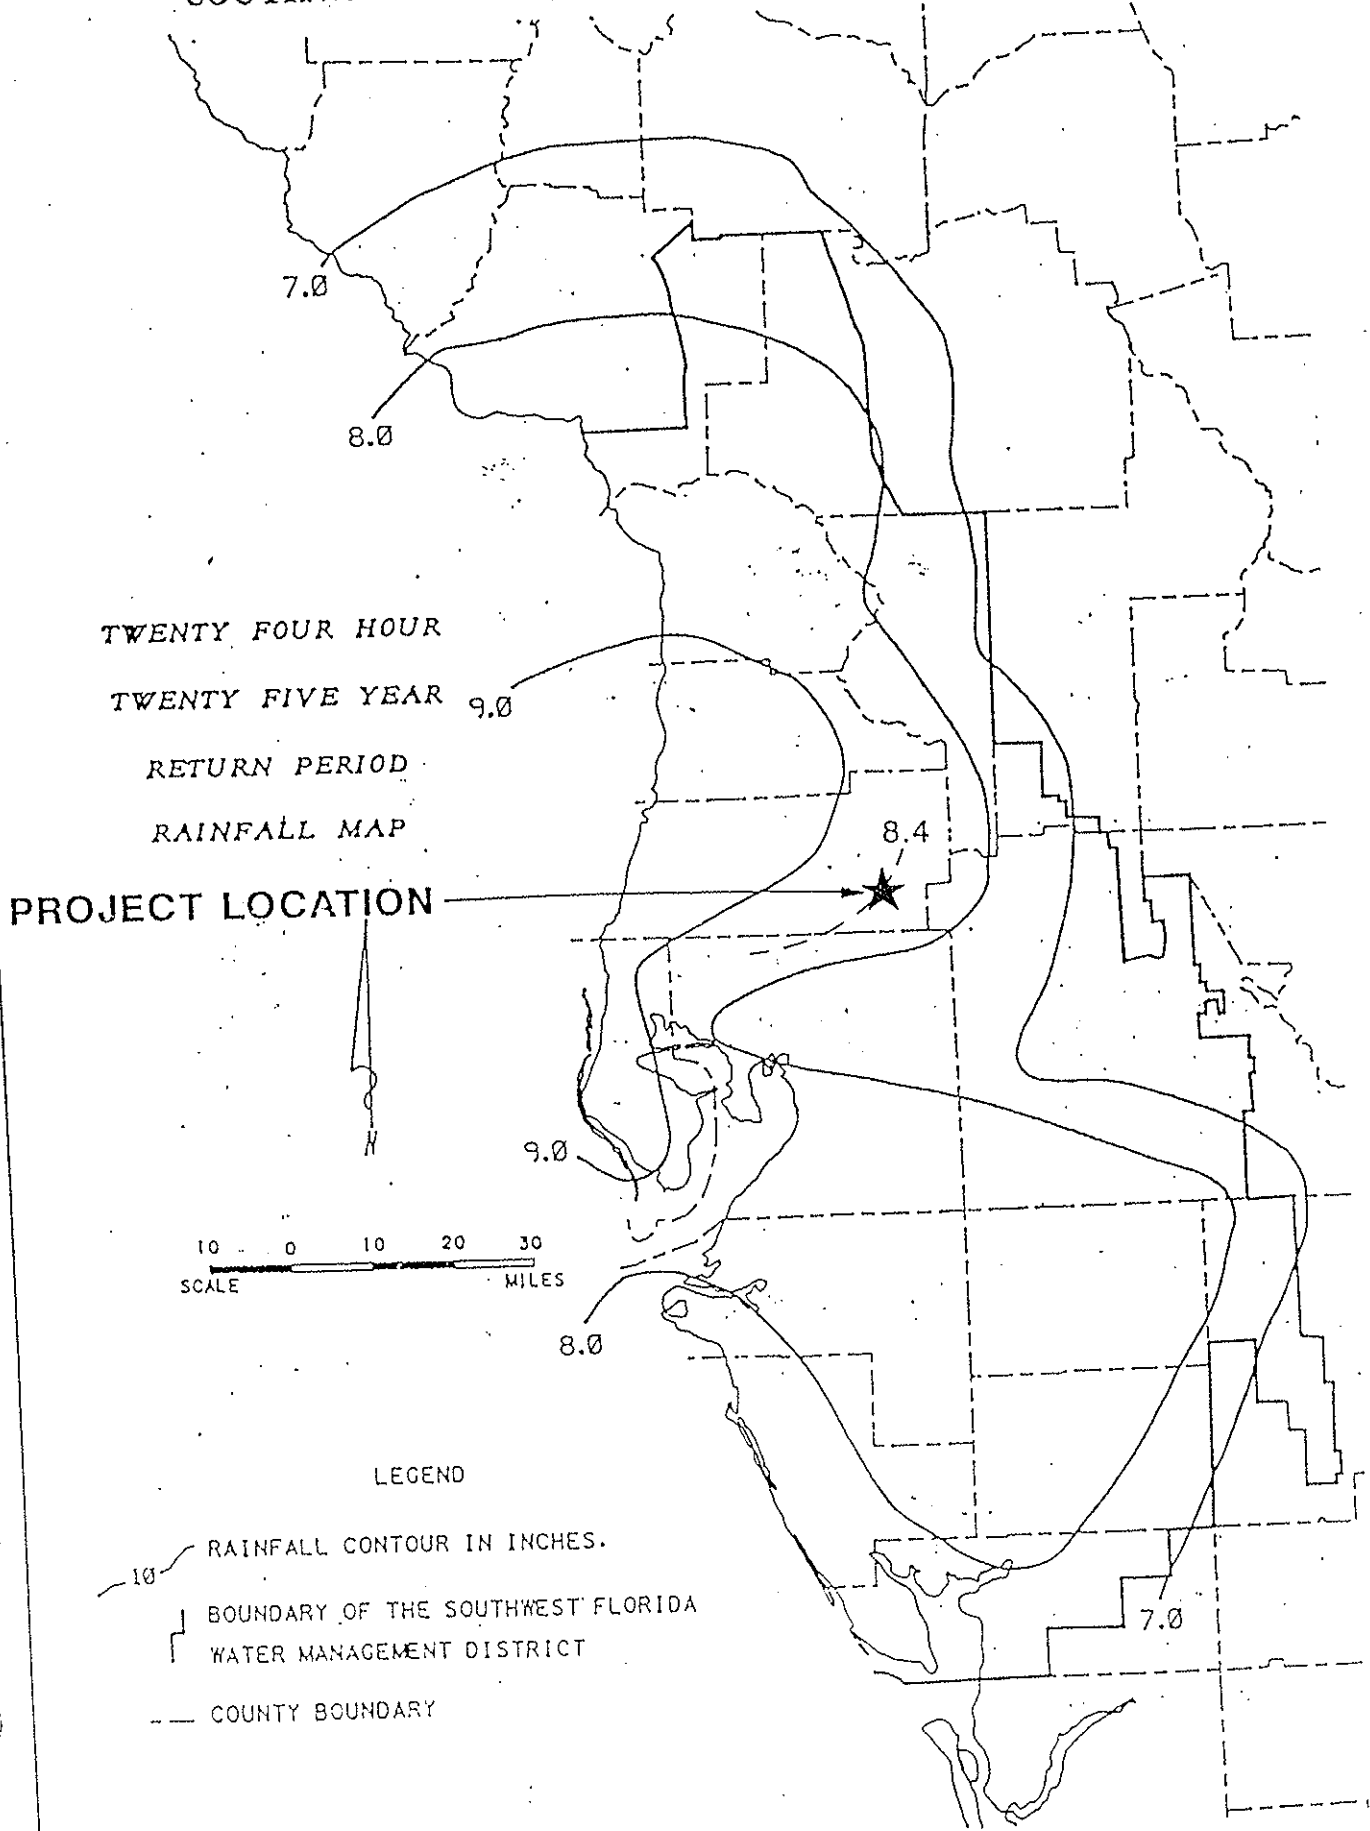 7.0
8.0
TWENTY FOUR HOUR
TWENTY FIVE YEAR
9.0
RETURN PERIOD
RAINFALL MAP
8.4
PROJECT LOCATION
N
9.0
10 0 10 20 30
SCALE MILES
8.0
LEGEND
10 RAINFALL CONTOUR IN INCHES.
BOUNDARY OF THE SOUTHWEST FLORIDA
WATER MANAGEMENT DISTRICT
7.0
COUNTY BOUNDARY